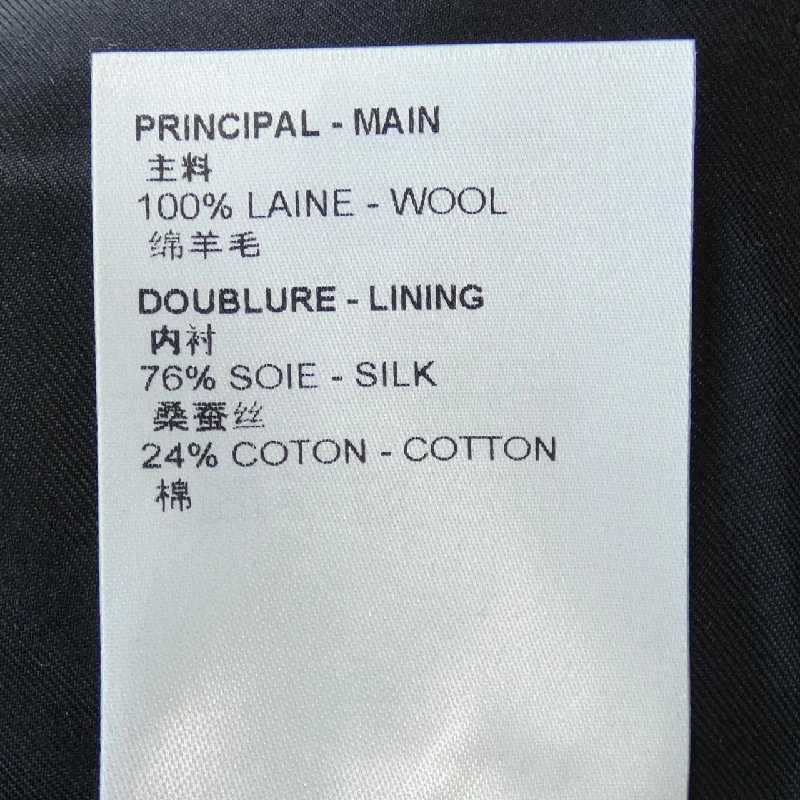 PRINCIPAL - MAIN
主料
100% LAINE - WOOL
绵羊毛
DOUBLURE - LINING
内衬
76% SOIE - SILK
桑蚕丝
24% COTON - COTTON
棉